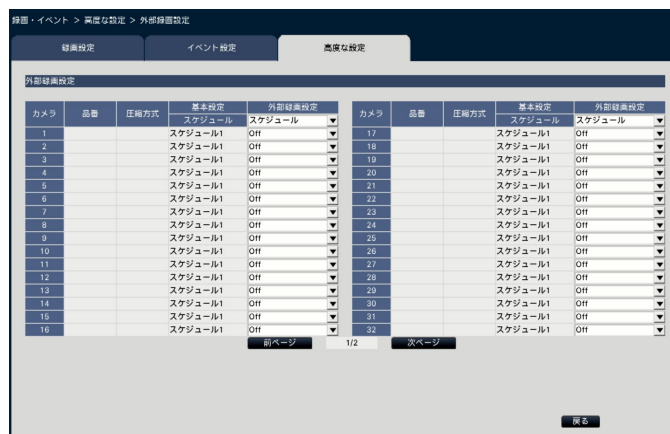 録画・イベント > 高度な設定 > 外部録画設定
録画設定 イベント設定 高度な設定
外部録画設定
カメラ 品番 圧縮方式 基本設定 外部録画設定 カメラ 品番 圧縮方式 基本設定 外部録画設定
スケジュール スケジュール スケジュール スケジュール
1 スケジュール1 Off 17 スケジュール1 Off
2 スケジュール1 Off 18 スケジュール1 Off
3 スケジュール1 Off 19 スケジュール1 Off
4 スケジュール1 Off 20 スケジュール1 Off
5 スケジュール1 Off 21 スケジュール1 Off
6 スケジュール1 Off 22 スケジュール1 Off
7 スケジュール1 Off 23 スケジュール1 Off
8 スケジュール1 Off 24 スケジュール1 Off
9 スケジュール1 Off 25 スケジュール1 Off
10 スケジュール1 Off 26 スケジュール1 Off
11 スケジュール1 Off 27 スケジュール1 Off
12 スケジュール1 Off 28 スケジュール1 Off
13 スケジュール1 Off 29 スケジュール1 Off
14 スケジュール1 Off 30 スケジュール1 Off
15 スケジュール1 Off 31 スケジュール1 Off
16 スケジュール1 Off 32 スケジュール1 Off
前ページ 1/2 次ページ
戻る